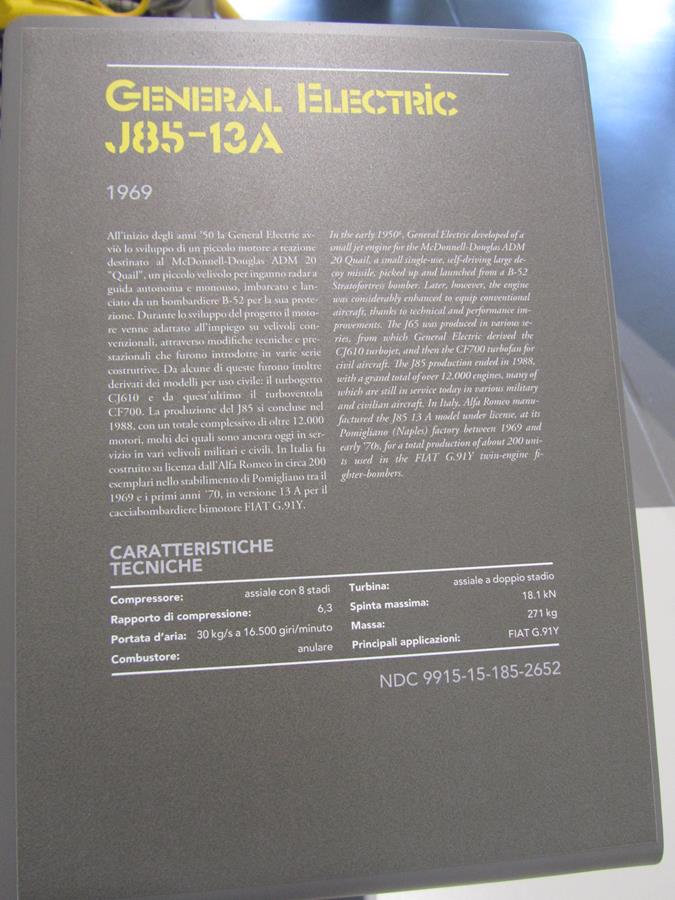 GENERAL ELECTRIC
J85-13A
1969
All'inizio degli anni '50 la General Electric av-
viò lo sviluppo di un piccolo motore a reazione
destinato al McDonnell-Douglas ADM 20
"Quail", un piccolo velivolo per inganno radar a
guida autonoma e monouso, imbarcato e lan-
ciato da un bombardiere B-52 per la sua prote-
zione. Durante lo sviluppo del progetto il moto-
re venne adattato all'impiego su velivoli con-
venzionali, attraverso modifiche tecniche e pre-
stazionali che furono introdotte in varie serie
costruttive. Da alcune di queste furono inoltre
derivati dei modelli per uso civile: il turbogetto
CJ610 e da quest'ultimo il turboventola
CF700. La produzione del J85 si concluse nel
1988, con un totale complessivo di oltre 12.000
motori, molti dei quali sono ancora oggi in ser-
vizio in vari velivoli militari e civili. In Italia fu
costruito su licenza dall'Alfa Romeo in circa 200
esemplari nello stabilimento di Pomigliano tra il
1969 e i primi anni '70, in versione 13 A per il
cacciabombardiere bimotore FIAT G.91Y.
In the early 1950s, General Electric developed of a
small jet engine for the McDonnell-Douglas ADM
20 Quail, a small single-use, self-driving large de-
coy missile, picked up and launched from a B-52
Stratofortress bomber. Later, however, the engine
was considerably enhanced to equip conventional
aircraft, thanks to technical and performance im-
provements. The J65 was produced in various se-
ries, from which General Electric derived the
CJ610 turbojet, and then the CF700 turbofan for
civil aircraft. The J85 production ended in 1988,
with a grand total of over 12,000 engines, many of
which are still in service today in various military
and civilian aircraft. In Italy, Alfa Romeo manu-
factured the J85 13 A model under license, at its
Pomigliano (Naples) factory between 1969 and
early '70s, for a total production of about 200 uni-
ts used in the FIAT G.91Y twin-engine fi-
ghter-bombers.
CARATTERISTICHE
TECNICHE
Compressore: assiale con 8 stadi
Rapporto di compressione: 6,3
Portata d'aria: 30 kg/s a 16.500 giri/minuto
Combustore: anulare
Turbina: assiale a doppio stadio
Spinta massima: 18.1 kN
Massa: 271 kg
Principali applicazioni: FIAT G.91Y
NDC 9915-15-185-2652